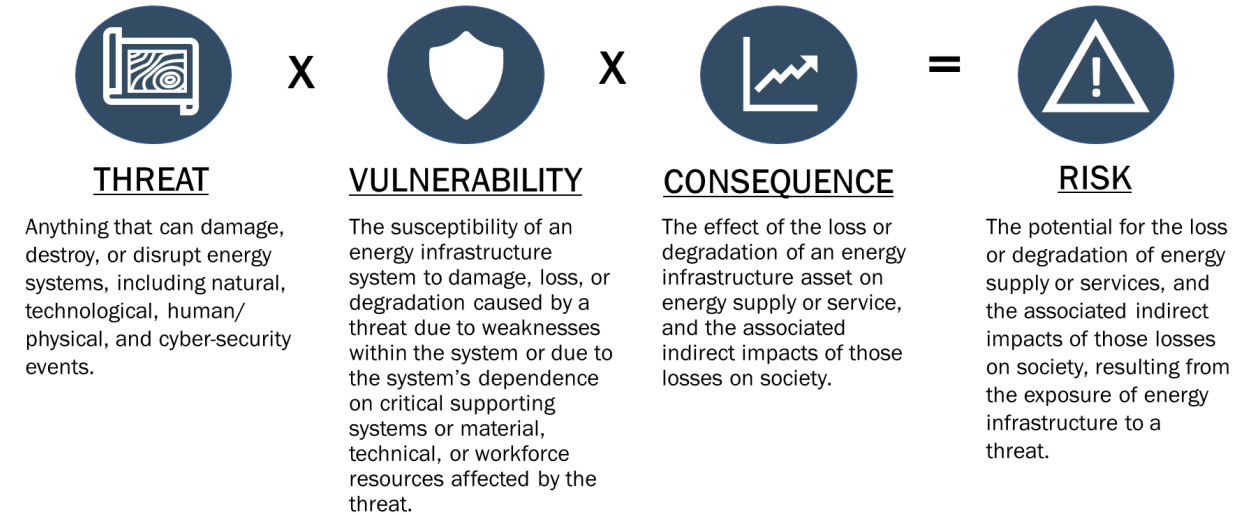 X
X
=
THREAT
Anything that can damage,
destroy, or disrupt energy
systems, including natural,
technological, human/
physical, and cyber-security
events.
VULNERABILITY
The susceptibility of an
energy infrastructure
system to damage, loss, or
degradation caused by a
threat due to weaknesses
within the system or due to
the system's dependence
on critical supporting
systems or material,
technical, or workforce
resources affected by the
threat.
CONSEQUENCE
The effect of the loss or
degradation of an energy
infrastructure asset on
energy supply or service,
and the associated
indirect impacts of those
losses on society.
!
RISK
The potential for the loss
or degradation of energy
supply or services, and
the associated indirect
impacts of those losses
on society, resulting from
the exposure of energy
infrastructure to a
threat.